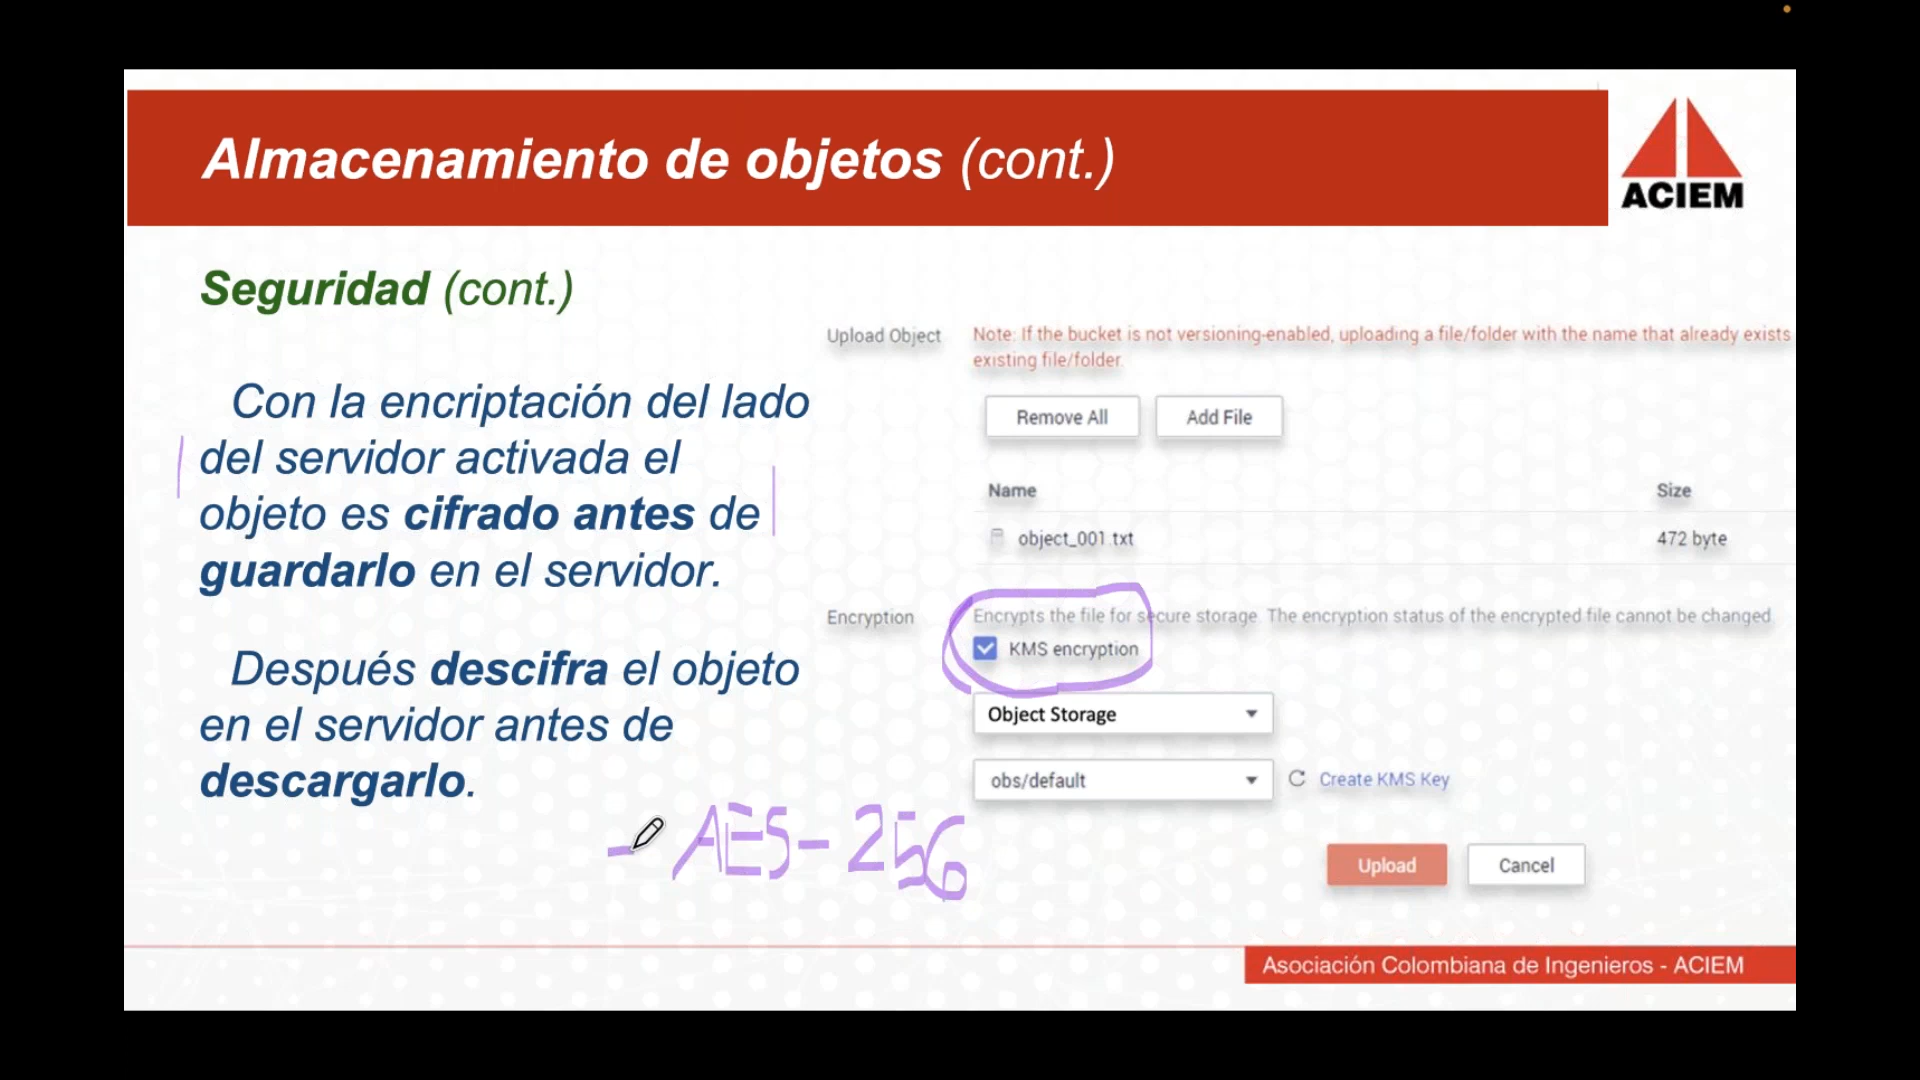 Almacenamiento de objetos (cont.)
ACIEM
Seguridad (cont.)
Con la encriptación del lado
del servidor activada el
objeto es cifrado antes de
guardarlo en el servidor.
Después descifra el objeto
en el servidor antes de
descargarlo.
AES-256
Upload Object
Note: If the bucket is not versioning-enabled, uploading a file/folder with the name that already exists
existing file/folder.
Remove All Add File
Name Size
object_001.txt 472 byte
Encryption
Encrypts the file for secure storage. The encryption status of the encrypted file cannot be changed.
KMS encryption
Object Storage
obs/default Create KMS Key
Upload Cancel
Asociación Colombiana de Ingenieros - ACIEM